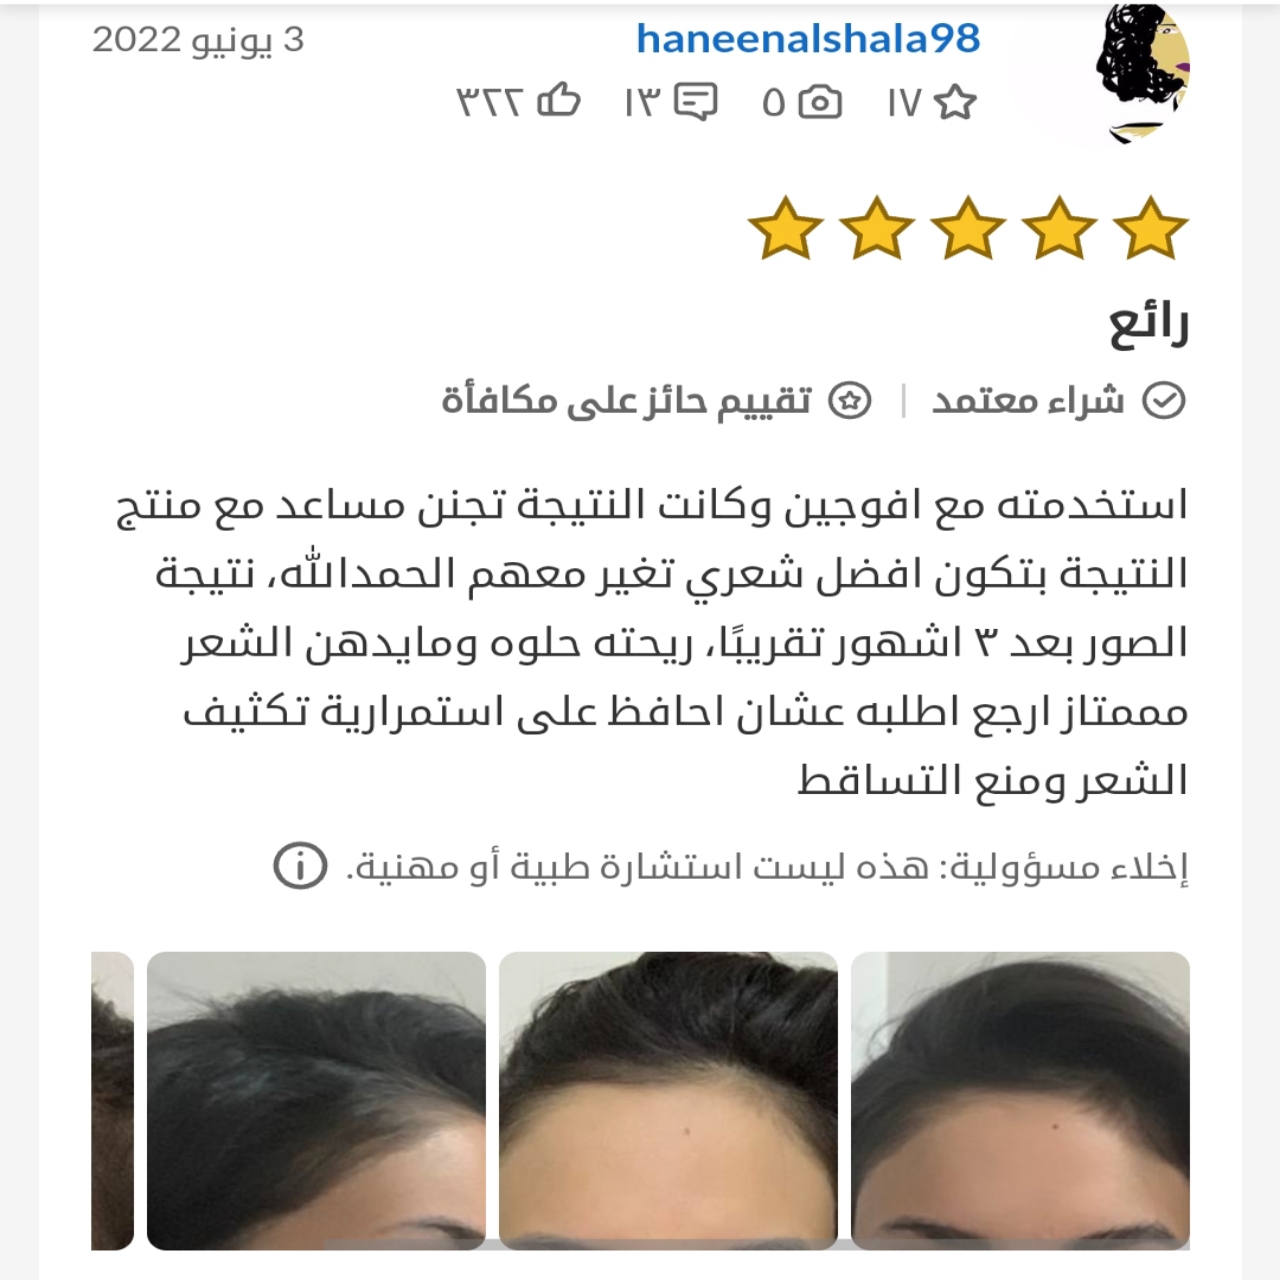 haneenalshala98
3 يونيو 2022
١٧ ٥ ١٣ ٣٢٢
رائع
شراء معتمد | تقييم حائز على مكافأة
استخدمته مع افوجين وكانت النتيجة تجنن مساعد مع منتج
النتيجة بتكون افضل شعري تغير معهم الحمدالله، نتيجة
الصور بعد ٣ اشهور تقريبًا، ريحته حلوه ومايدهن الشعر
مممتاز ارجع اطلبه عشان احافظ على استمرارية تكثيف
الشعر ومنع التساقط
إخلاء مسؤولية: هذه ليست استشارة طبية أو مهنية.